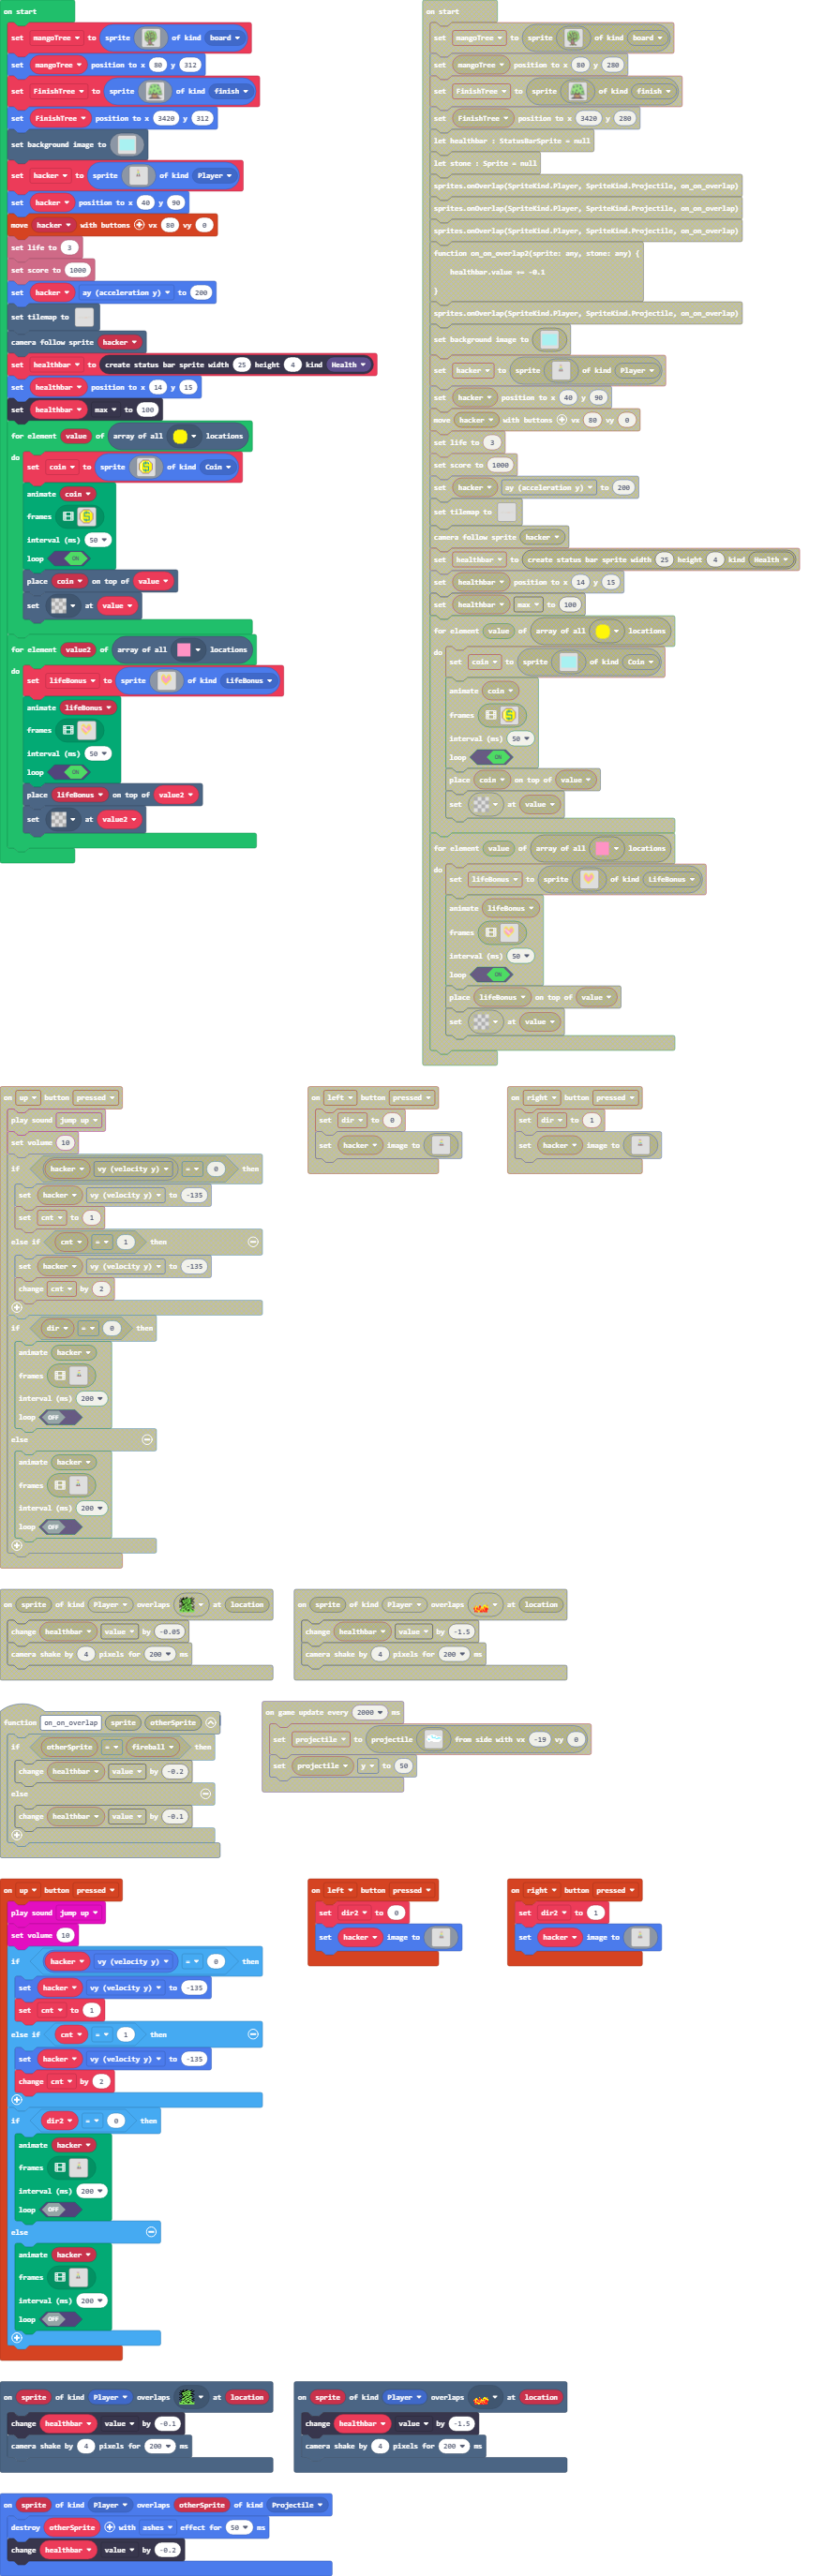 on start
set mangoTree to sprite of kind board
set mangoTree position to x 80 y 312
set FinishTree to sprite of kind finish
set FinishTree position to x 3420 y 312
set background image to
set hacker to sprite of kind Player
set hacker position to x 40 y 90
move hacker with buttons vx 80 vy 0
set life to 3
set score to 1000
set hacker ay (acceleration y) to 200
set tilemap to
camera follow sprite hacker
set healthbar to create status bar sprite width 25 height 4 kind Health
set healthbar position to x 14 y 15
set healthbar max to 100
for element value of array of all locations
do
set coin to sprite of kind Coin
animate coin
frames
interval (ms) 50
loop ON
place coin on top of value
set at value
for element value2 of array of all locations
do
set lifeBonus to sprite of kind LifeBonus
animate lifeBonus
frames
interval (ms) 50
loop ON
place lifeBonus on top of value2
set at value2
on start
set mangoTree to sprite of kind board
set mangoTree position to x 80 y 280
set FinishTree to sprite of kind finish
set FinishTree position to x 3420 y 280
let healthbar : StatusBarSprite = null
let stone : Sprite = null
sprites.onOverlap(SpriteKind.Player, SpriteKind.Projectile, on_on_overlap)
sprites.onOverlap(SpriteKind.Player, SpriteKind.Projectile, on_on_overlap)
sprites.onOverlap(SpriteKind.Player, SpriteKind.Projectile, on_on_overlap)
function on_on_overlap2(sprite: any, stone: any) {
healthbar.value += -0.1
}
sprites.onOverlap(SpriteKind.Player, SpriteKind.Projectile, on_on_overlap)
set background image to
set hacker to sprite of kind Player
set hacker position to x 40 y 90
move hacker with buttons vx 80 vy 0
set life to 3
set score to 1000
set hacker ay (acceleration y) to 200
set tilemap to
camera follow sprite hacker
set healthbar to create status bar sprite width 25 height 4 kind Health
set healthbar position to x 14 y 15
set healthbar max to 100
for element value of array of all locations
do
set coin to sprite of kind Coin
animate coin
frames
interval (ms) 50
loop ON
place coin on top of value
set at value
for element value of array of all locations
do
set lifeBonus to sprite of kind LifeBonus
animate lifeBonus
frames
interval (ms) 50
loop ON
place lifeBonus on top of value
set at value
on up button pressed
play sound jump up
set volume 10
if hacker vy (velocity y) = 0 then
set hacker vy (velocity y) to -135
set cnt to 1
else if cnt = 1 then
set hacker vy (velocity y) to -135
change cnt by 2
if dir = 0 then
animate hacker
frames
interval (ms) 200
loop OFF
else
animate hacker
frames
interval (ms) 200
loop OFF
on left button pressed
set dir to 0
set hacker image to
on right button pressed
set dir to 1
set hacker image to
on sprite of kind Player overlaps at location
change healthbar value by -0.05
camera shake by 4 pixels for 200 ms
on sprite of kind Player overlaps at location
change healthbar value by -1.5
camera shake by 4 pixels for 200 ms
function on_on_overlap sprite otherSprite
if otherSprite = fireball then
change healthbar value by -0.2
else
change healthbar value by -0.1
on game update every 2000 ms
set projectile to projectile from side with vx -19 vy 0
set projectile y to 50
on up button pressed
play sound jump up
set volume 10
if hacker vy (velocity y) = 0 then
set hacker vy (velocity y) to -135
set cnt to 1
else if cnt = 1 then
set hacker vy (velocity y) to -135
change cnt by 2
if dir2 = 0 then
animate hacker
frames
interval (ms) 200
loop OFF
else
animate hacker
frames
interval (ms) 200
loop OFF
on left button pressed
set dir2 to 0
set hacker image to
on right button pressed
set dir2 to 1
set hacker image to
on sprite of kind Player overlaps at location
change healthbar value by -0.1
camera shake by 4 pixels for 200 ms
on sprite of kind Player overlaps at location
change healthbar value by -1.5
camera shake by 4 pixels for 200 ms
on sprite of kind Player overlaps otherSprite of kind Projectile
destroy otherSprite with ashes effect for 50 ms
change healthbar value by -0.2